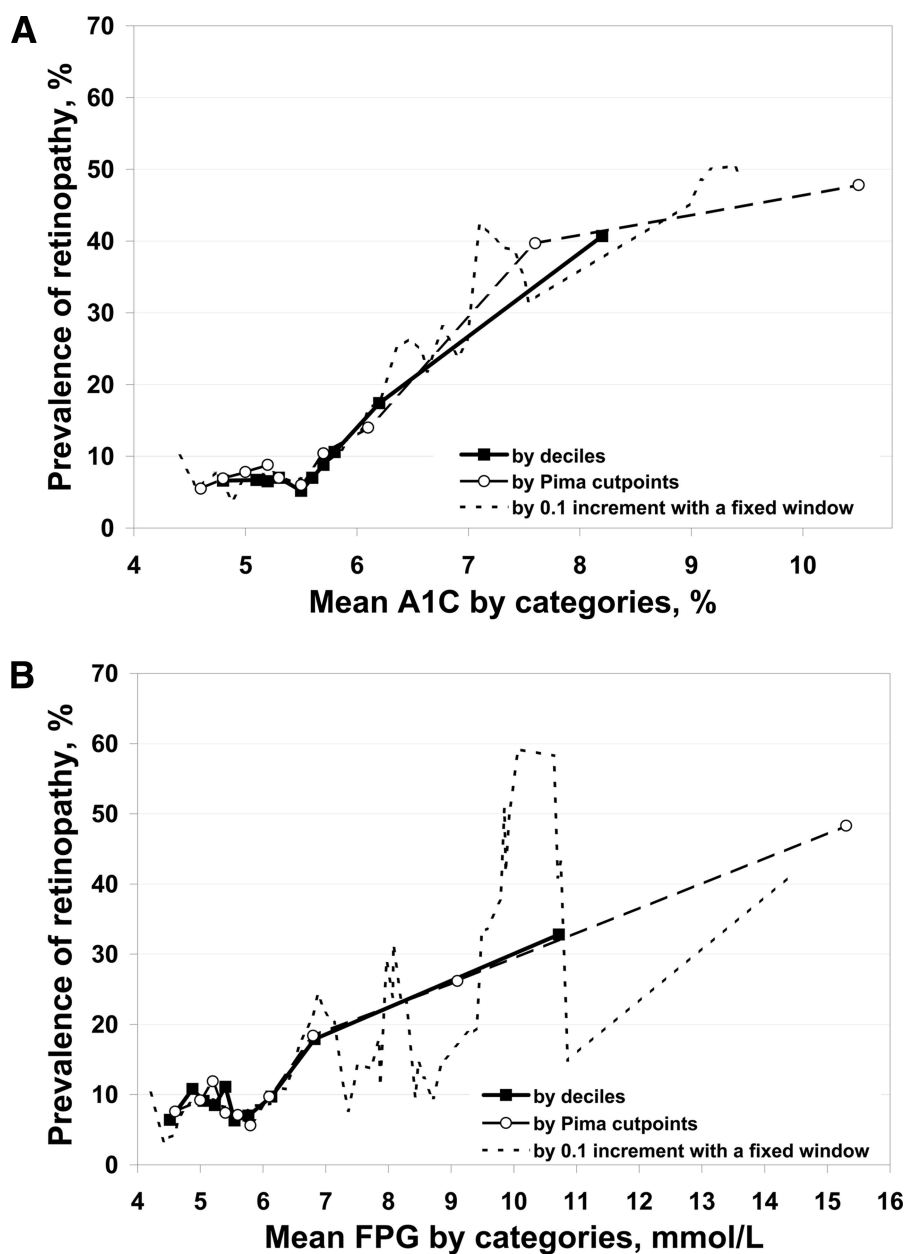 A
Prevalence of retinopathy, %
70
60
50
40
30
20
10
0
by deciles
by Pima cutpoints
by 0.1 increment with a fixed window
4 5 6 7 8 9 10
Mean A1C by categories, %
B
Prevalence of retinopathy, %
70
60
50
40
30
20
10
0
by deciles
by Pima cutpoints
by 0.1 increment with a fixed window
4 5 6 7 8 9 10 11 12 13 14 15 16
Mean FPG by categories, mmol/L